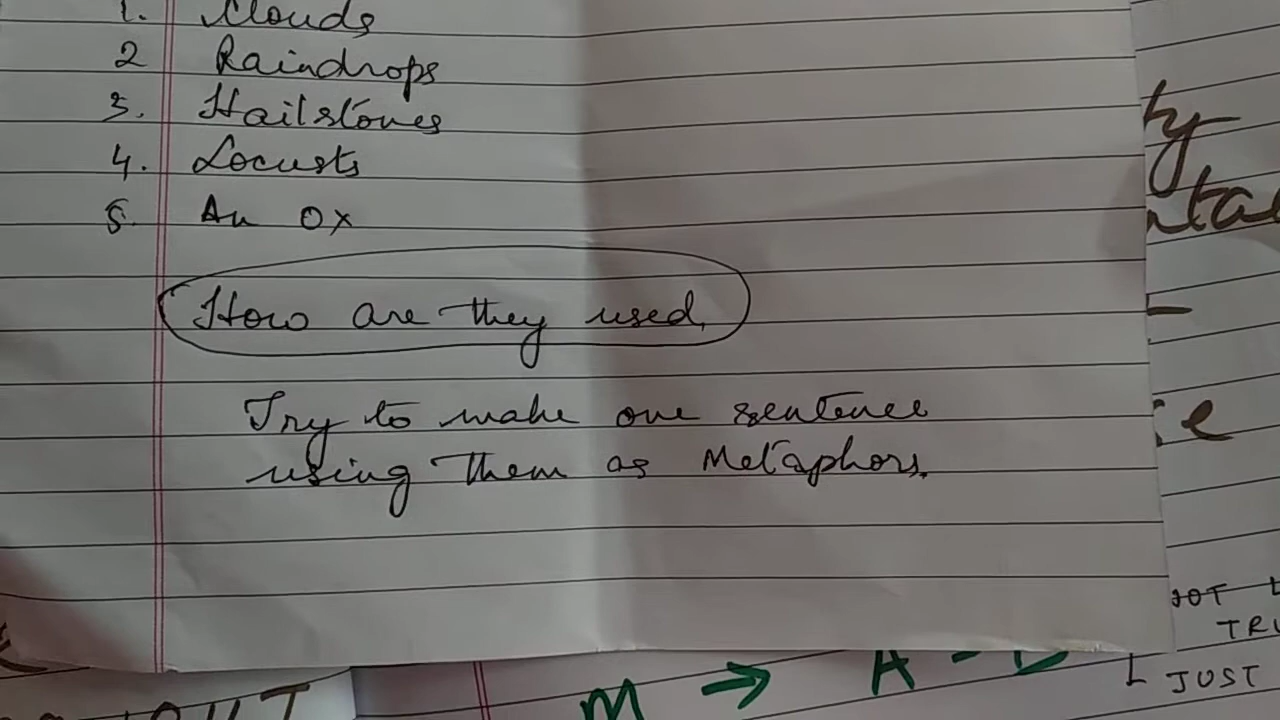 1. Clouds
2 Raindrops
3. Hailstones
4. Locusts
5. An Ox
How are they used.
Try to make one sentence
using them as Metaphors.
M → A - B
JUST